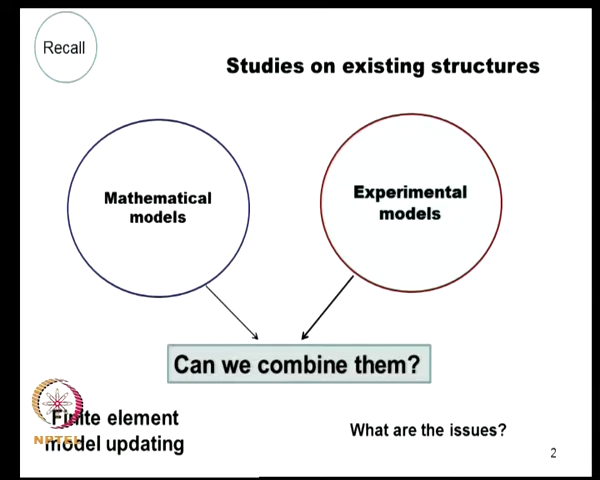 Recall
Studies on existing structures
Mathematical
models
Experimental
models
Can we combine them?
Finite element
model updating
What are the issues?
NPTEL
2